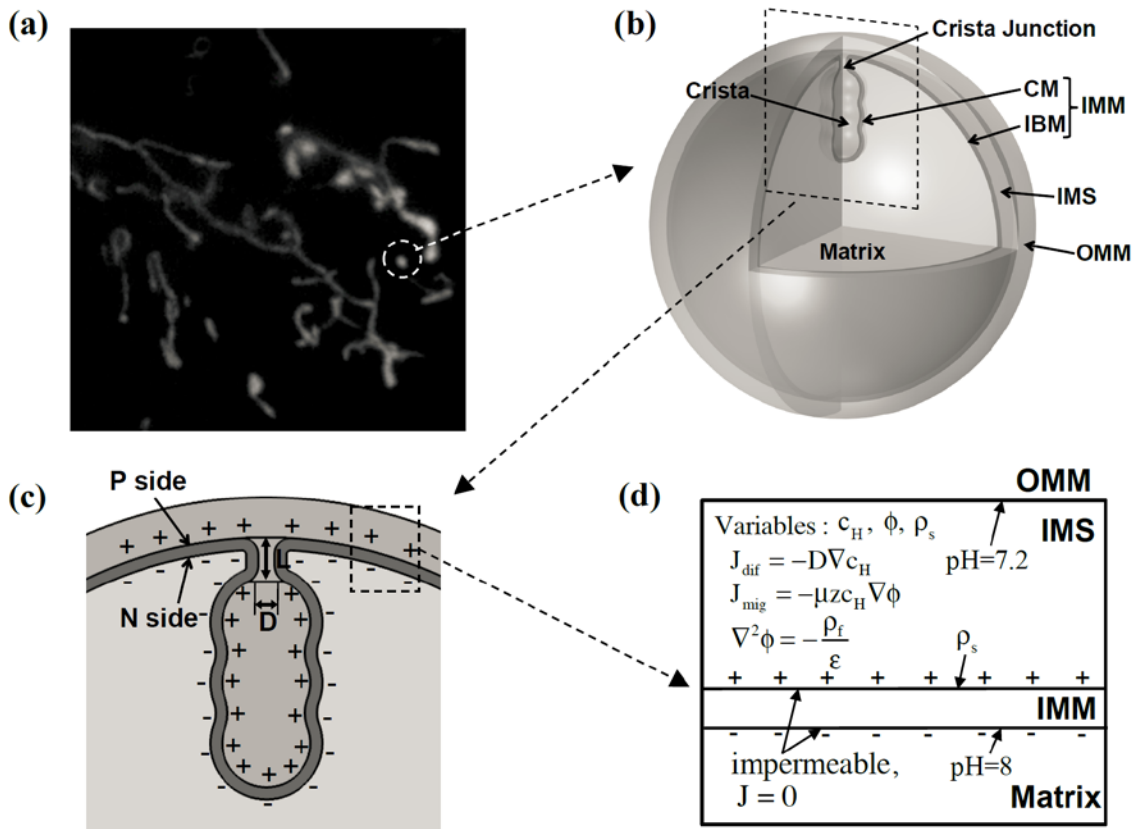 (a)
(b)
Crista Junction
Crista
CM
IBM
IMM
IMS
OMM
Matrix
(c)
P side
N side
L
D
(d)
OMM
IMS
Variables : c_H, ϕ, ρ_s
J_dif = −D∇c_H
J_mig = −μzc_H∇ϕ
∇²ϕ = −ρ_f/ε
pH=7.2
ρ_s
+ + + + + + + +
IMM
- - - - - - - -
impermeable,
J = 0
pH=8
Matrix